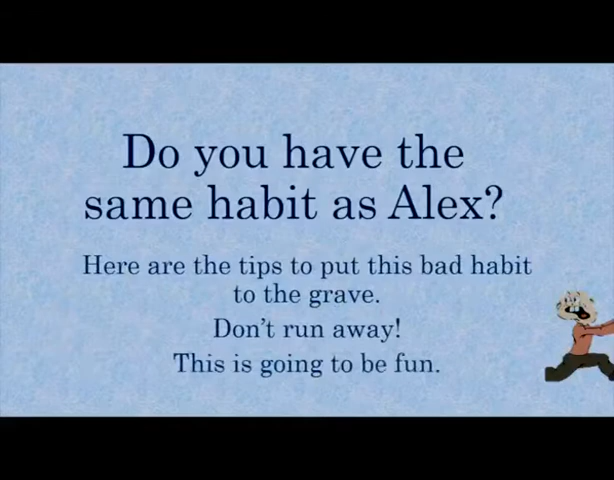 Do you have the
same habit as Alex?
Here are the tips to put this bad habit
to the grave.
Don't run away!
This is going to be fun.